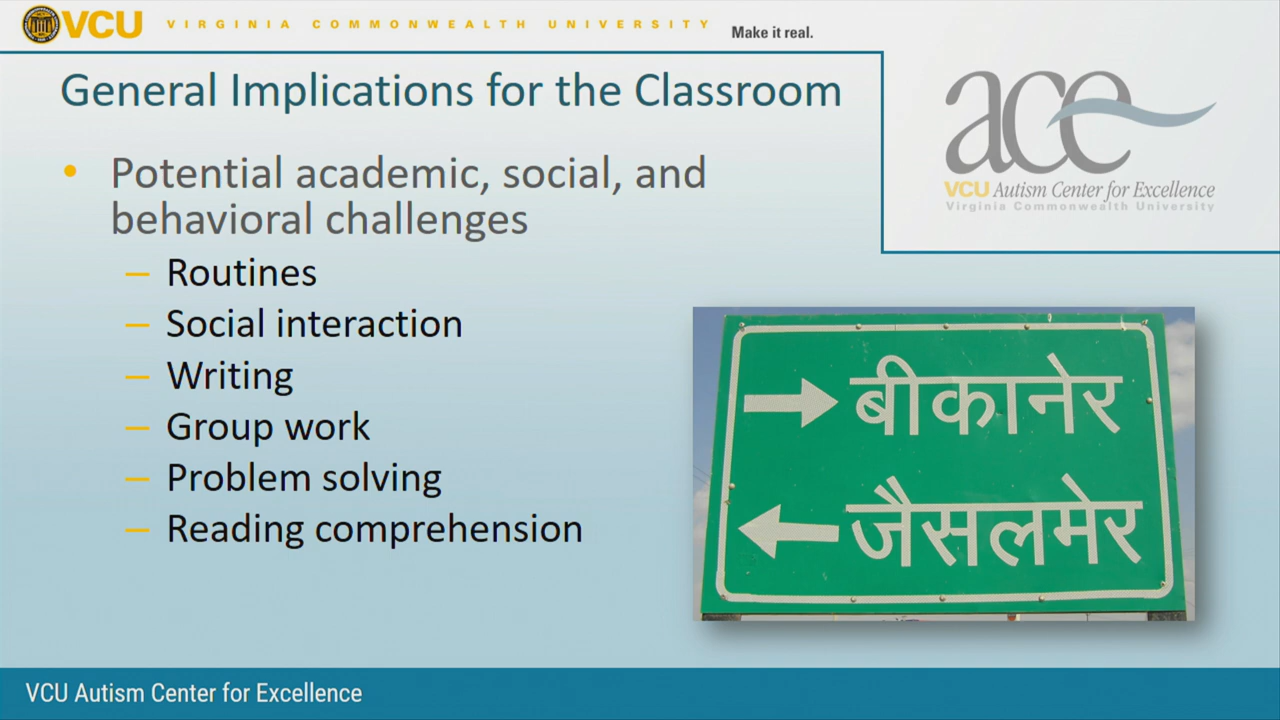 VCU VIRGINIA COMMONWEALTH UNIVERSITY Make it real.
General Implications for the Classroom
ace
VCU Autism Center for Excellence
Virginia Commonwealth University
• Potential academic, social, and
behavioral challenges
– Routines
– Social interaction
– Writing
– Group work
– Problem solving
– Reading comprehension
→ बीकानेर
← जैसलमेर
VCU Autism Center for Excellence